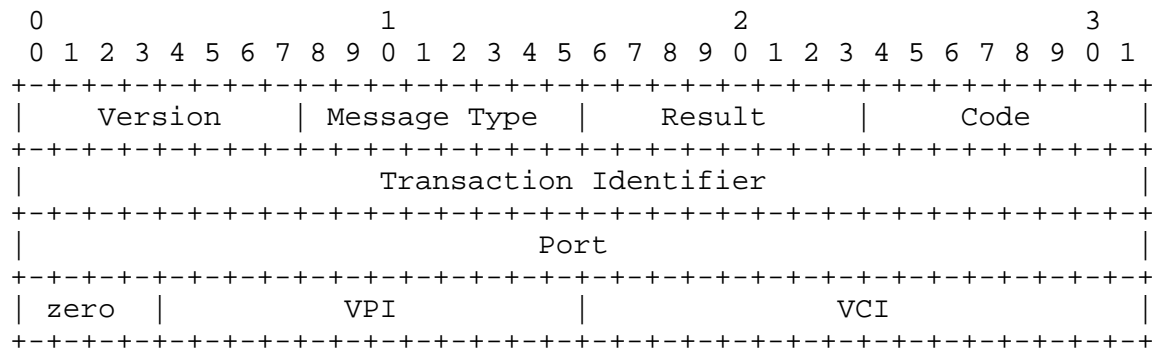 0                   1                   2                   3
 0 1 2 3 4 5 6 7 8 9 0 1 2 3 4 5 6 7 8 9 0 1 2 3 4 5 6 7 8 9 0 1
+-+-+-+-+-+-+-+-+-+-+-+-+-+-+-+-+-+-+-+-+-+-+-+-+-+-+-+-+-+-+-+-+
|    Version    | Message Type  |    Result     |     Code      |
+-+-+-+-+-+-+-+-+-+-+-+-+-+-+-+-+-+-+-+-+-+-+-+-+-+-+-+-+-+-+-+-+
|                    Transaction Identifier                     |
+-+-+-+-+-+-+-+-+-+-+-+-+-+-+-+-+-+-+-+-+-+-+-+-+-+-+-+-+-+-+-+-+
|                             Port                              |
+-+-+-+-+-+-+-+-+-+-+-+-+-+-+-+-+-+-+-+-+-+-+-+-+-+-+-+-+-+-+-+-+
| zero  |          VPI          |              VCI              |
+-+-+-+-+-+-+-+-+-+-+-+-+-+-+-+-+-+-+-+-+-+-+-+-+-+-+-+-+-+-+-+-+